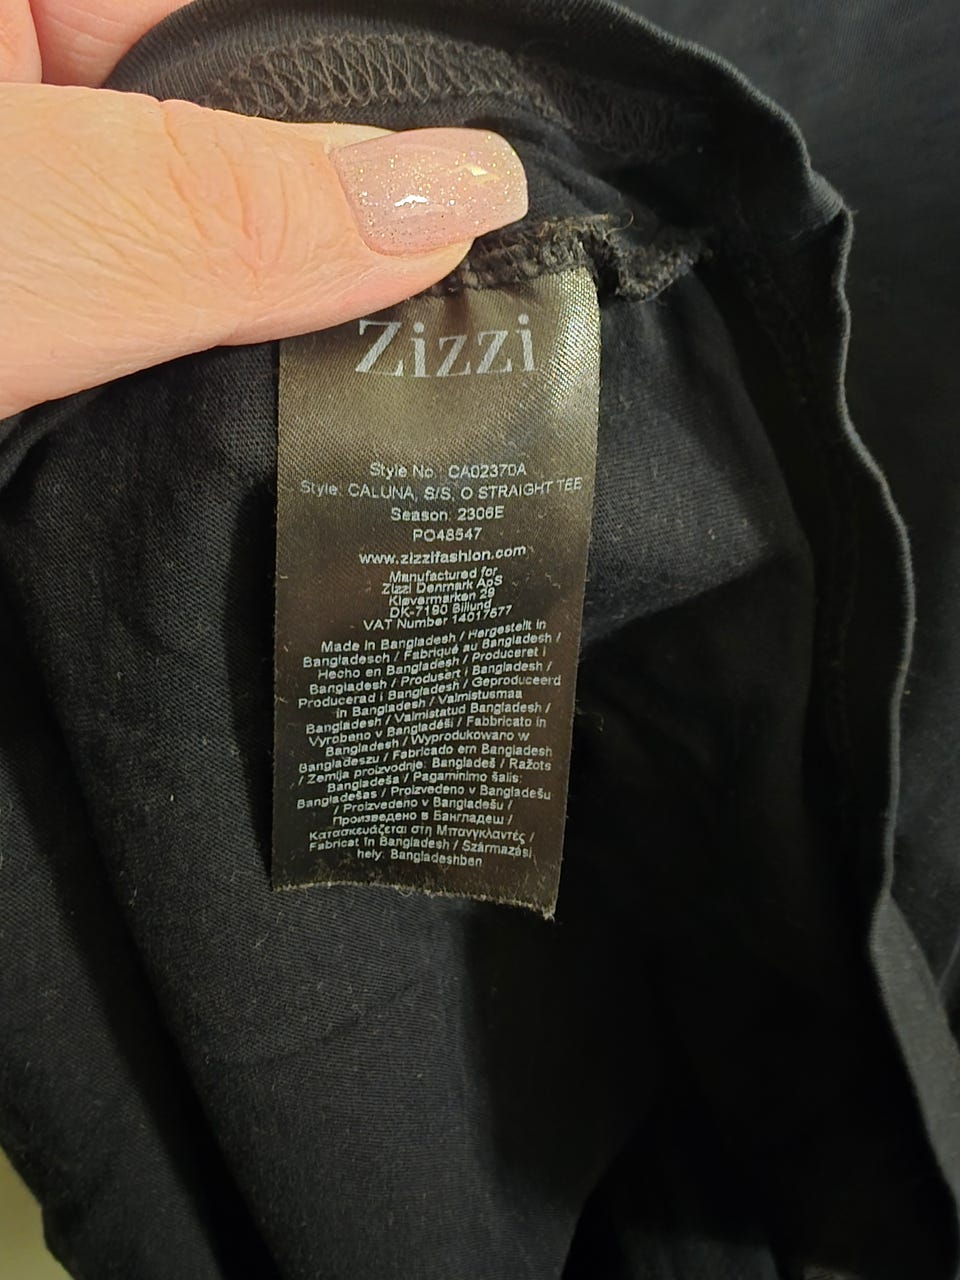 Zizzi
Style No.: CA02370A
Style: CALUNA, S/S, O STRAIGHT TEE
Season: 2306E
PO48547
www.zizzifashion.com
Manufactured for
Zizzi Denmark ApS
Kløvermarken 29
DK-7190 Billund
VAT Number 14017577
Made in Bangladesh / Hergestellt in
Bangladesch / Fabriqué au Bangladesh /
Hecho en Bangladesh / Produceret i
Bangladesh / Produsert i Bangladesh /
Producerad i Bangladesh / Geproduceerd
in Bangladesh / Valmistusmaa
Bangladesh / Valmistatud Bangladesh /
Vyrobeno v Bangladéši / Fabbricato in
Bangladesh / Wyprodukowano w
Bangladeszu / Fabricado em Bangladesh
/ Zemlja proizvodnje: Bangladeš / Ražots
Bangladeša / Pagaminimo šalis:
Bangladešas / Proizvedeno v Bangladešu
/ Proizvedeno v Bangladešu /
Произведено в Бангладеш /
Κατασκευάζεται στη Μπανγκλαντές /
Fabricat în Bangladesh / Származási
hely: Bangladeshben